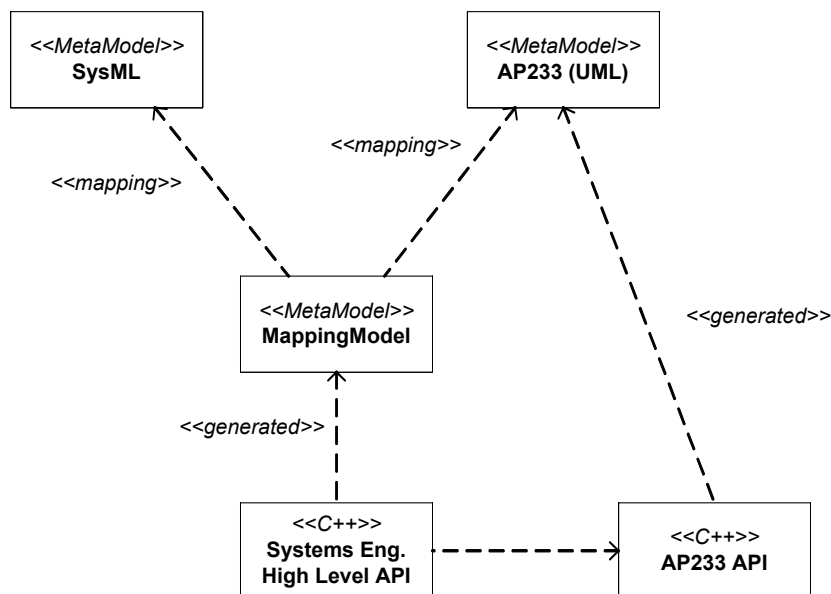 <<MetaModel>>
SysML
<<MetaModel>>
AP233 (UML)
<<mapping>>
<<mapping>>
<<MetaModel>>
MappingModel
<<generated>>
<<generated>>
<<C++>>
Systems Eng.
High Level API
<<C++>>
AP233 API